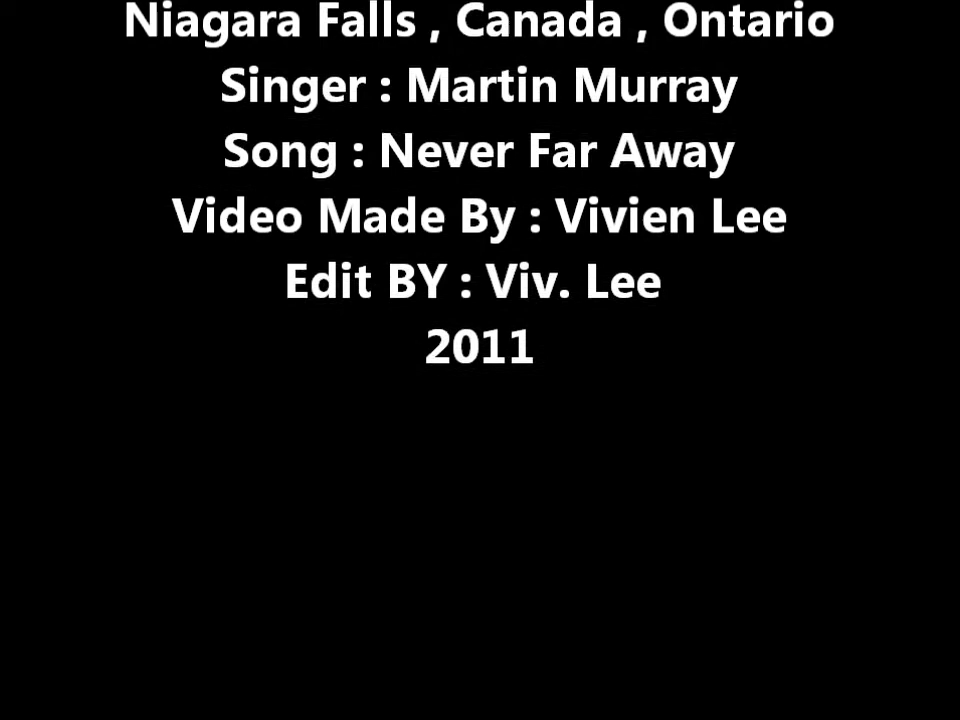 Niagara Falls , Canada , Ontario
Singer : Martin Murray
Song : Never Far Away
Video Made By : Vivien Lee
Edit BY : Viv. Lee
2011